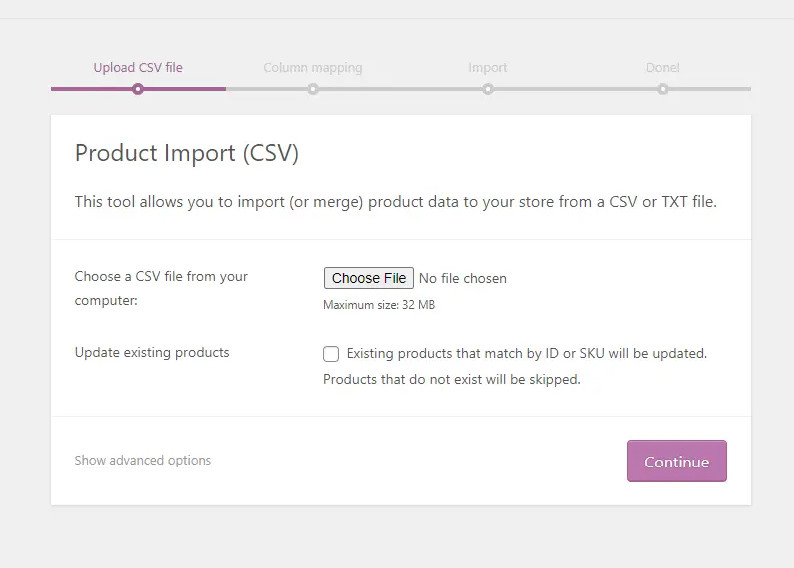 Upload CSV file
Column mapping
Import
Done!
Product Import (CSV)
This tool allows you to import (or merge) product data to your store from a CSV or TXT file.
Choose a CSV file from your
computer:
Choose File No file chosen
Maximum size: 32 MB
Update existing products
Existing products that match by ID or SKU will be updated.
Products that do not exist will be skipped.
Show advanced options
Continue